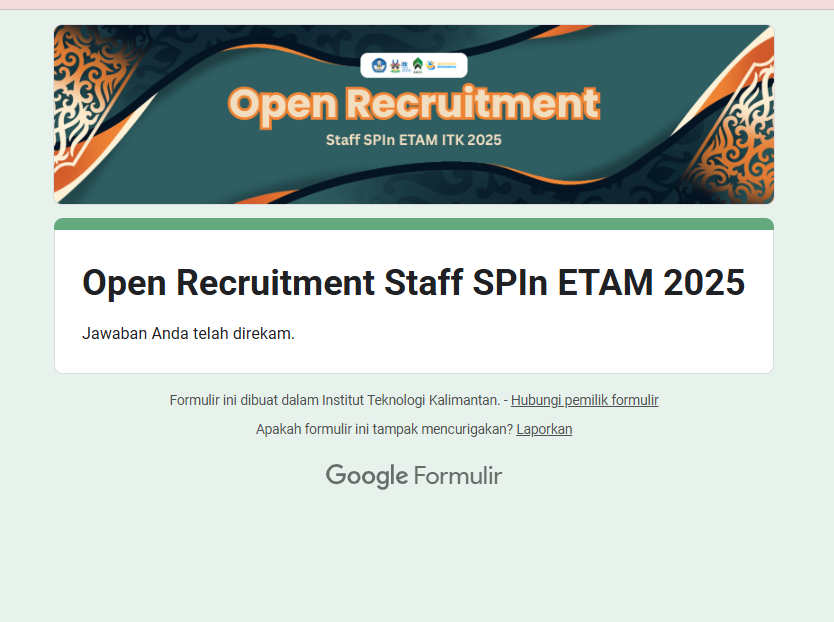 Open Recruitment
Staff SPIn ETAM ITK 2025
Open Recruitment Staff SPIn ETAM 2025
Jawaban Anda telah direkam.
Formulir ini dibuat dalam Institut Teknologi Kalimantan. - Hubungi pemilik formulir
Apakah formulir ini tampak mencurigakan? Laporkan
Google Formulir